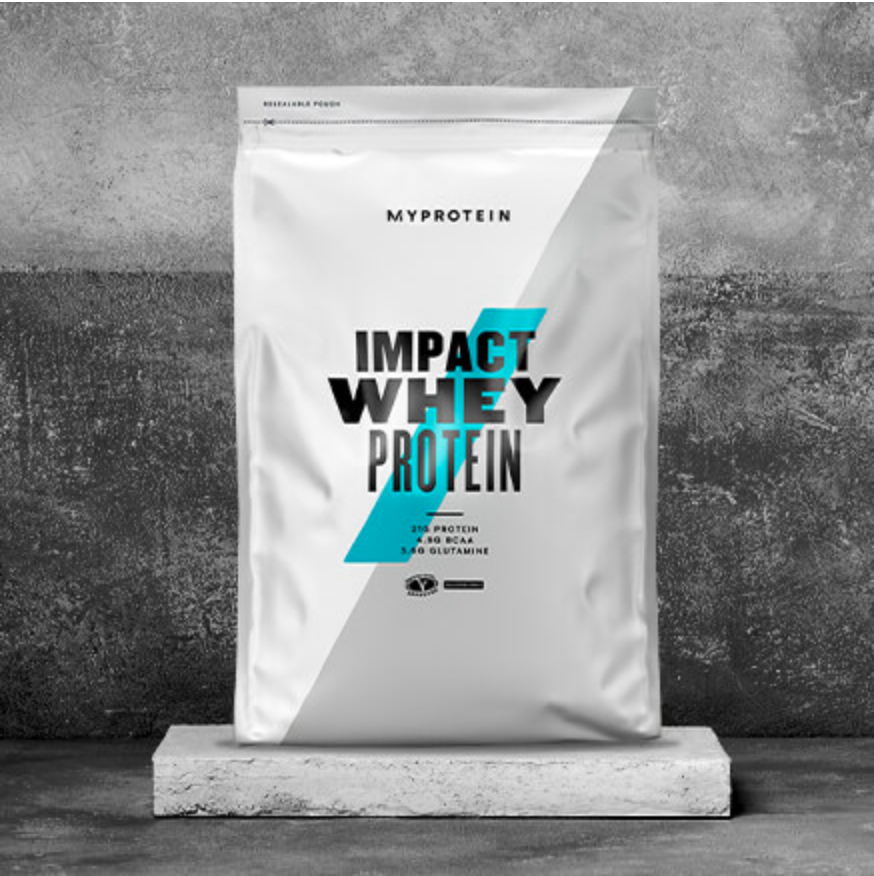 RESEALABLE POUCH
MYPROTEIN
IMPACT
WHEY
PROTEIN
21G PROTEIN
4.5G BCAA
3.6G GLUTAMINE